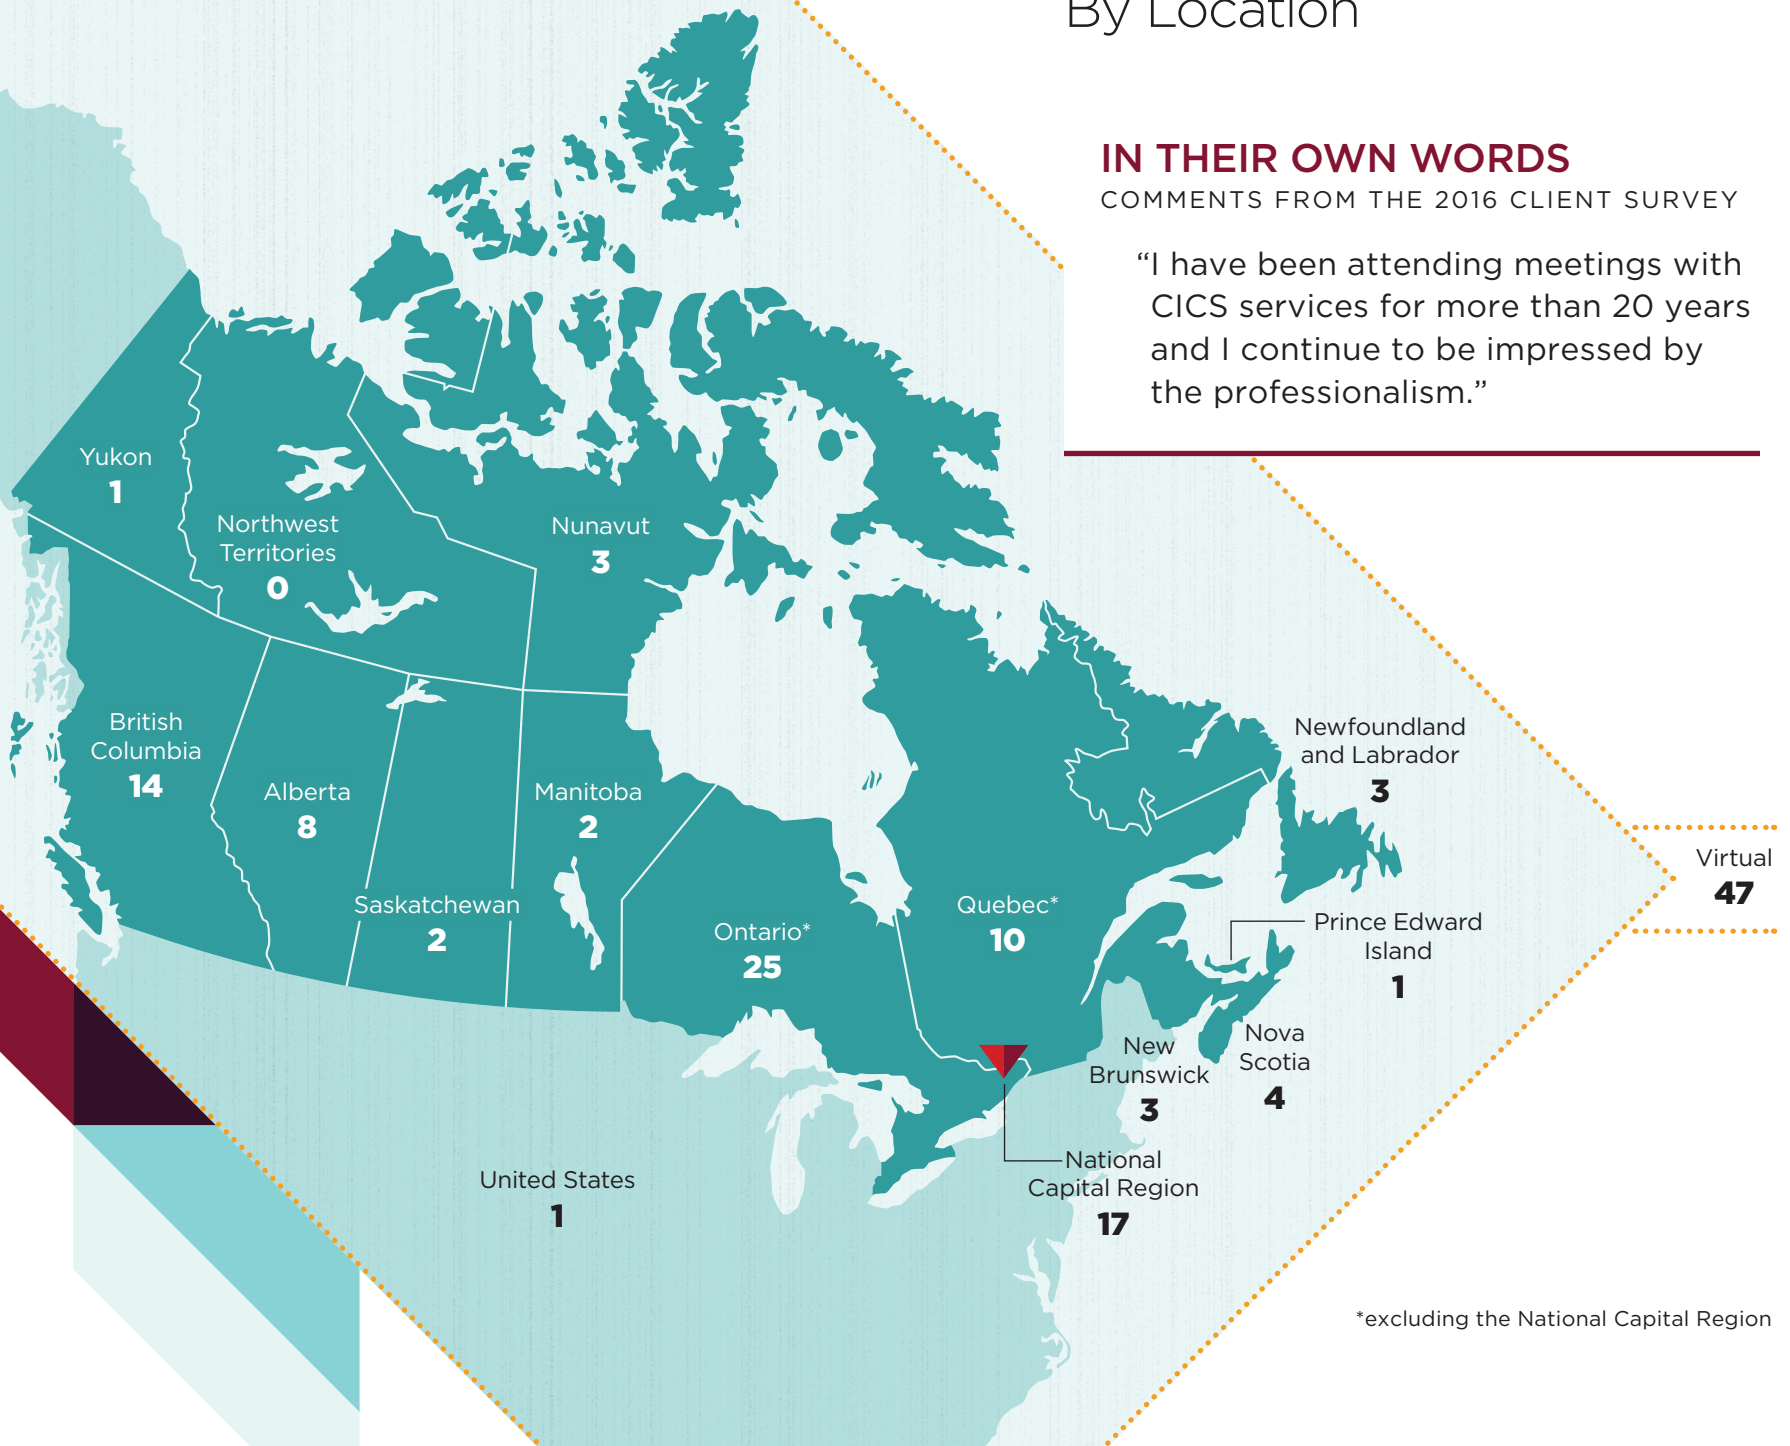 By Location
IN THEIR OWN WORDS
COMMENTS FROM THE 2016 CLIENT SURVEY
“I have been attending meetings with
CICS services for more than 20 years
and I continue to be impressed by
the professionalism.”
Yukon
1
Northwest
Territories
0
Nunavut
3
British
Columbia
14
Alberta
8
Saskatchewan
2
Manitoba
2
Ontario*
25
Quebec*
10
Newfoundland
and Labrador
3
Virtual
47
Prince Edward
Island
1
Nova
Scotia
4
New
Brunswick
3
National
Capital Region
17
United States
1
*excluding the National Capital Region